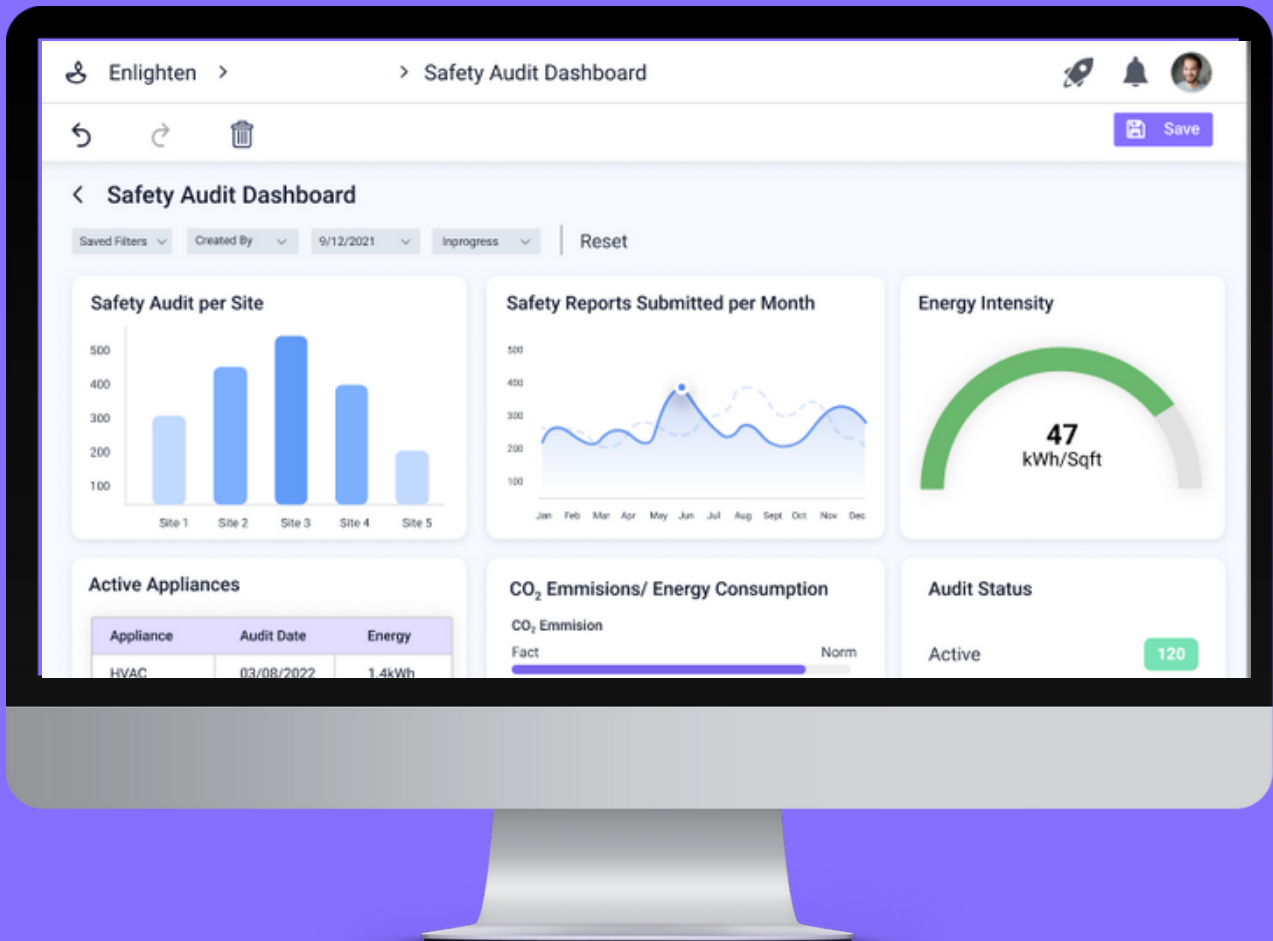 Enlighten > > Safety Audit Dashboard
Save
Safety Audit Dashboard
Saved Filters Created By 9/12/2021 Inprogress Reset
Safety Audit per Site
500
400
300
200
100
Site 1 Site 2 Site 3 Site 4 Site 5
Safety Reports Submitted per Month
500
400
300
200
100
Jan Feb Mar Apr May Jun Jul Aug Sept Oct Nov Dec
Energy Intensity
47
kWh/Sqft
Active Appliances
Appliance Audit Date Energy
HVAC 03/08/2022 1.4kWh
CO₂ Emmisions/ Energy Consumption
CO₂ Emmision
Fact Norm
Audit Status
Active 120